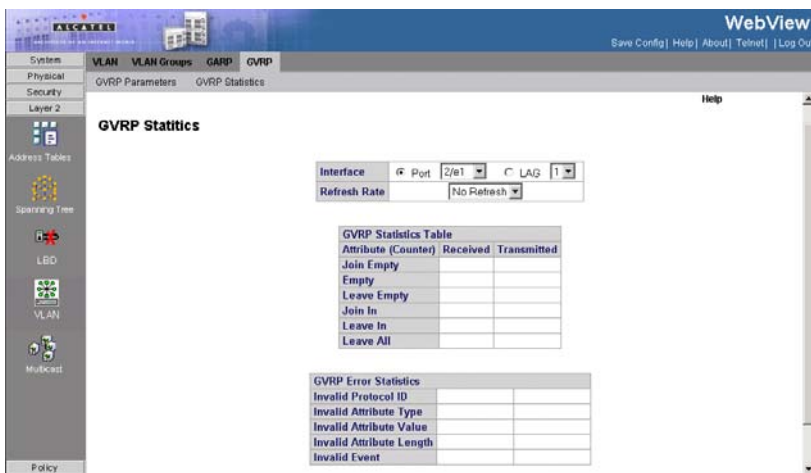 ALCATEL
WebView
Save Config| Help| About| Telnet| |Log Ou
System
Physical
Security
Layer 2
Address Tables
Spanning Tree
LBD
VLAN
Multicast
Policy
VLAN VLAN Groups GARP GVRP
GVRP Parameters GVRP Statistics
Help
GVRP Statitics
Interface Port 2/e1 LAG 1
Refresh Rate No Refresh
GVRP Statistics Table
Attribute (Counter) Received Transmitted
Join Empty
Empty
Leave Empty
Join In
Leave In
Leave All
GVRP Error Statistics
Invalid Protocol ID
Invalid Attribute Type
Invalid Attribute Value
Invalid Attribute Length
Invalid Event